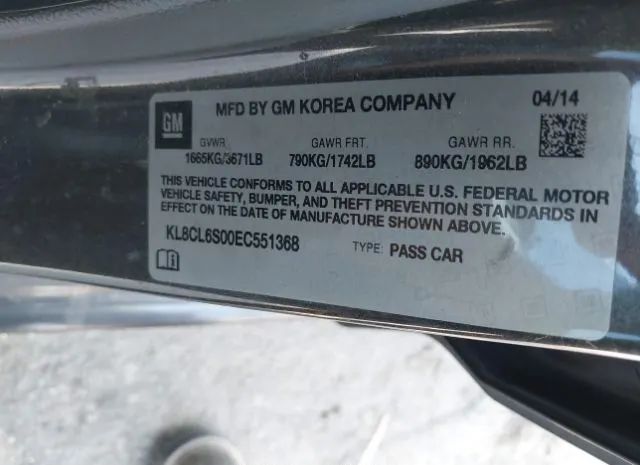 GM
MFD BY GM KOREA COMPANY 04/14
GVWR GAWR FRT. GAWR RR.
1665KG/3671LB 790KG/1742LB 890KG/1962LB
THIS VEHICLE CONFORMS TO ALL APPLICABLE U.S. FEDERAL MOTOR
VEHICLE SAFETY, BUMPER, AND THEFT PREVENTION STANDARDS IN
EFFECT ON THE DATE OF MANUFACTURE SHOWN ABOVE.
KL8CL6S00EC551368 TYPE: PASS CAR